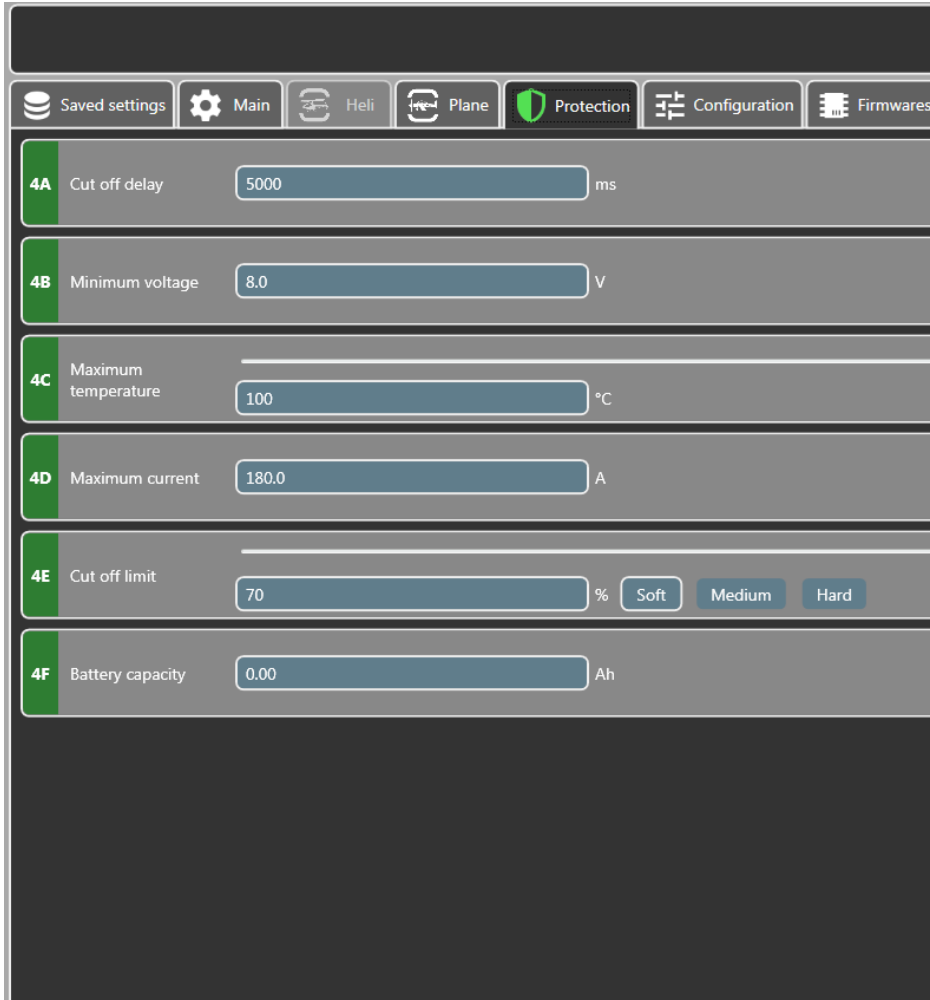 Saved settings Main Heli Plane Protection Configuration Firmwares
4A Cut off delay 5000 ms
4B Minimum voltage 8.0 V
4C Maximum
temperature
100 °C
4D Maximum current 180.0 A
4E Cut off limit
70 % Soft Medium Hard
4F Battery capacity 0.00 Ah